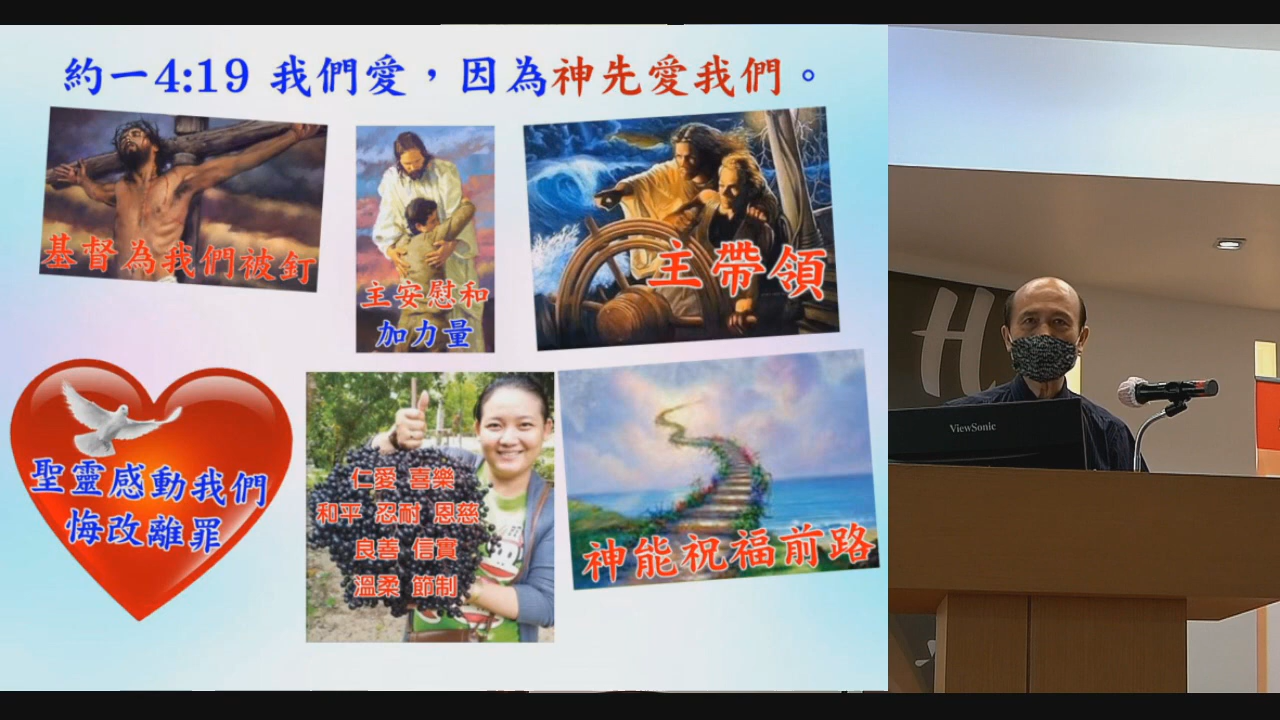 約一4:19 我們愛，因為神先愛我們。
基督為我們被釘
主安慰和
加力量
主帶領
聖靈感動我們
悔改離罪
仁愛 喜樂
和平 忍耐 恩慈
良善 信實
溫柔 節制
神能祝福前路
H
ViewSonic